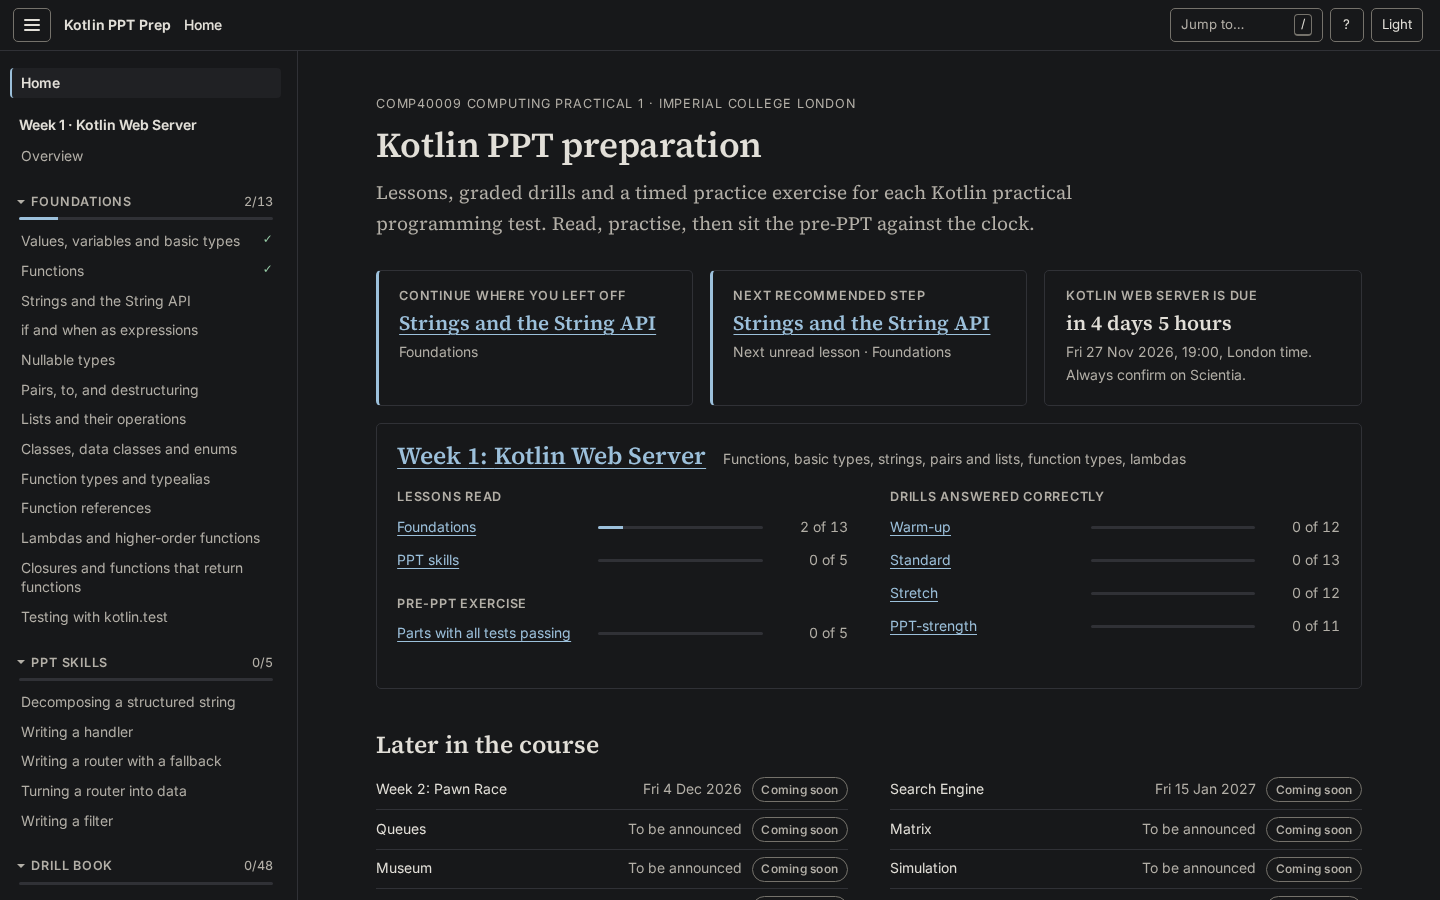 Kotlin PPT Prep Home
Jump to... /
?
Light
Home
Week 1 · Kotlin Web Server
Overview
FOUNDATIONS 2/13
Values, variables and basic types ✓
Functions ✓
Strings and the String API
if and when as expressions
Nullable types
Pairs, to, and destructuring
Lists and their operations
Classes, data classes and enums
Function types and typealias
Function references
Lambdas and higher-order functions
Closures and functions that return
functions
Testing with kotlin.test
PPT SKILLS 0/5
Decomposing a structured string
Writing a handler
Writing a router with a fallback
Turning a router into data
Writing a filter
DRILL BOOK 0/48
COMP40009 COMPUTING PRACTICAL 1 · IMPERIAL COLLEGE LONDON
Kotlin PPT preparation
Lessons, graded drills and a timed practice exercise for each Kotlin practical
programming test. Read, practise, then sit the pre-PPT against the clock.
CONTINUE WHERE YOU LEFT OFF
Strings and the String API
Foundations
NEXT RECOMMENDED STEP
Strings and the String API
Next unread lesson · Foundations
KOTLIN WEB SERVER IS DUE
in 4 days 5 hours
Fri 27 Nov 2026, 19:00, London time.
Always confirm on Scientia.
Week 1: Kotlin Web Server Functions, basic types, strings, pairs and lists, function types, lambdas
LESSONS READ
Foundations 2 of 13
PPT skills 0 of 5
PRE-PPT EXERCISE
Parts with all tests passing 0 of 5
DRILLS ANSWERED CORRECTLY
Warm-up 0 of 12
Standard 0 of 13
Stretch 0 of 12
PPT-strength 0 of 11
Later in the course
Week 2: Pawn Race Fri 4 Dec 2026 Coming soon
Search Engine Fri 15 Jan 2027 Coming soon
Queues To be announced Coming soon
Matrix To be announced Coming soon
Museum To be announced Coming soon
Simulation To be announced Coming soon